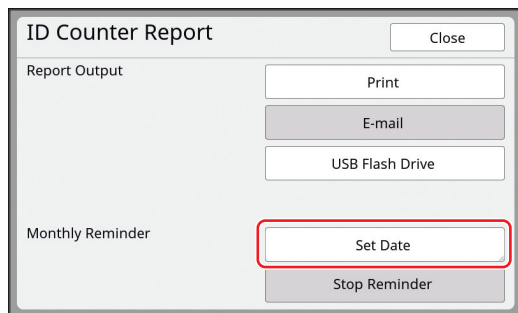 ID Counter Report
Close
Report Output
Print
E-mail
USB Flash Drive
Monthly Reminder
Set Date
Stop Reminder